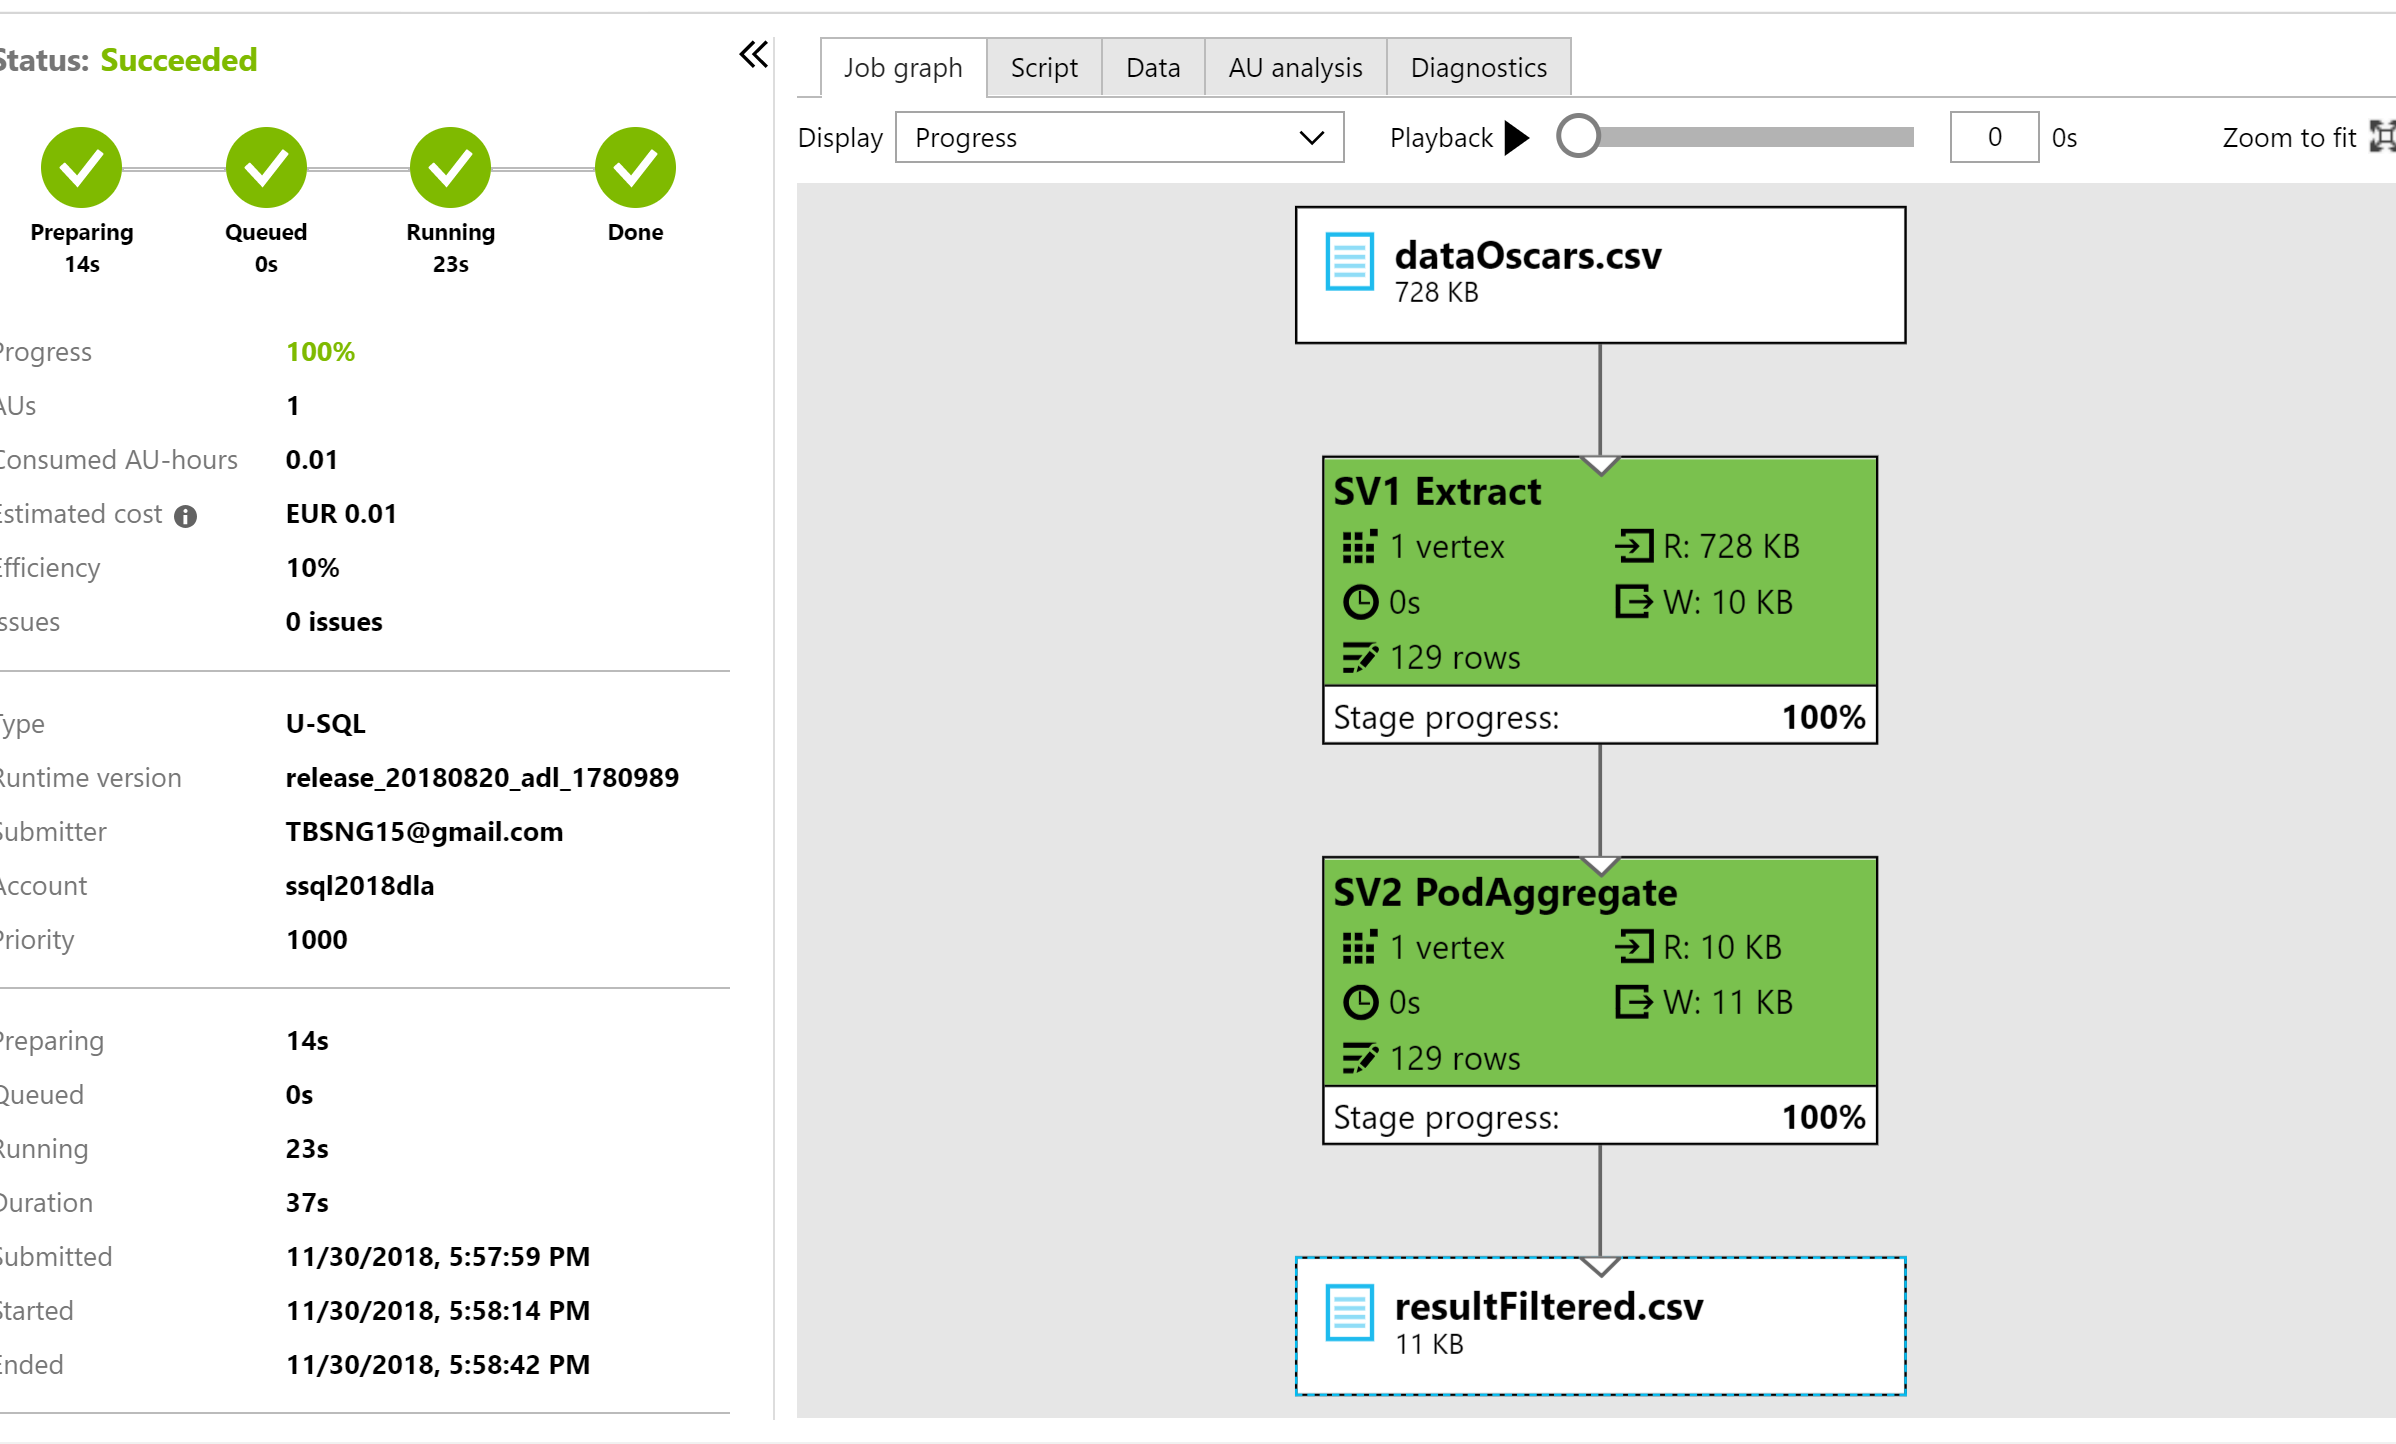 Status: Succeeded
Preparing
14s
Queued
0s
Running
23s
Done
Progress 100%
AUs 1
Consumed AU-hours 0.01
Estimated cost EUR 0.01
Efficiency 10%
Issues 0 issues
Type U-SQL
Runtime version release_20180820_adl_1780989
Submitter TBSNG15@gmail.com
Account ssql2018dla
Priority 1000
Preparing 14s
Queued 0s
Running 23s
Duration 37s
Submitted 11/30/2018, 5:57:59 PM
Started 11/30/2018, 5:58:14 PM
Ended 11/30/2018, 5:58:42 PM
Job graph Script Data AU analysis Diagnostics
Display Progress Playback 0 0s Zoom to fit
dataOscars.csv
728 KB
SV1 Extract
1 vertex R: 728 KB
0s W: 10 KB
129 rows
Stage progress: 100%
SV2 PodAggregate
1 vertex R: 10 KB
0s W: 11 KB
129 rows
Stage progress: 100%
resultFiltered.csv
11 KB